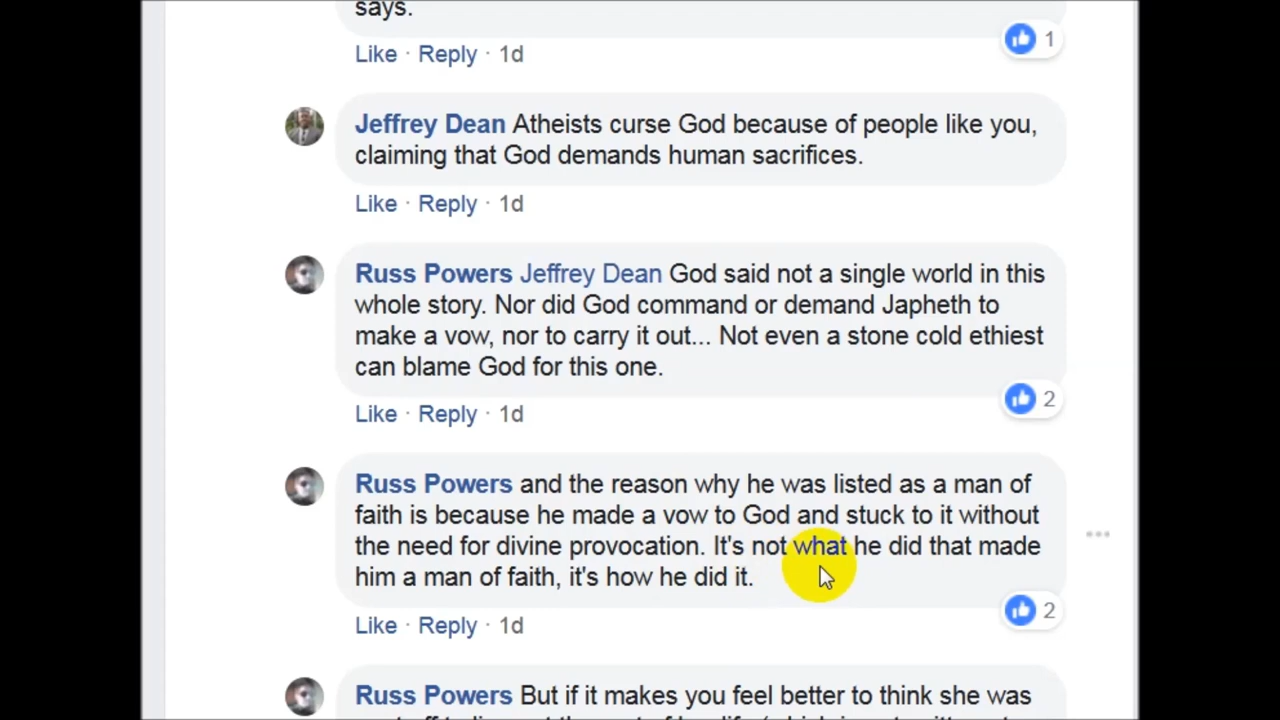 says.
1
Like · Reply · 1d
Jeffrey Dean Atheists curse God because of people like you,
claiming that God demands human sacrifices.
Like · Reply · 1d
Russ Powers Jeffrey Dean God said not a single world in this
whole story. Nor did God command or demand Japheth to
make a vow, nor to carry it out... Not even a stone cold ethiest
can blame God for this one.
2
Like · Reply · 1d
Russ Powers and the reason why he was listed as a man of
faith is because he made a vow to God and stuck to it without
the need for divine provocation. It's not what he did that made
him a man of faith, it's how he did it.
2
Like · Reply · 1d
Russ Powers But if it makes you feel better to think she was